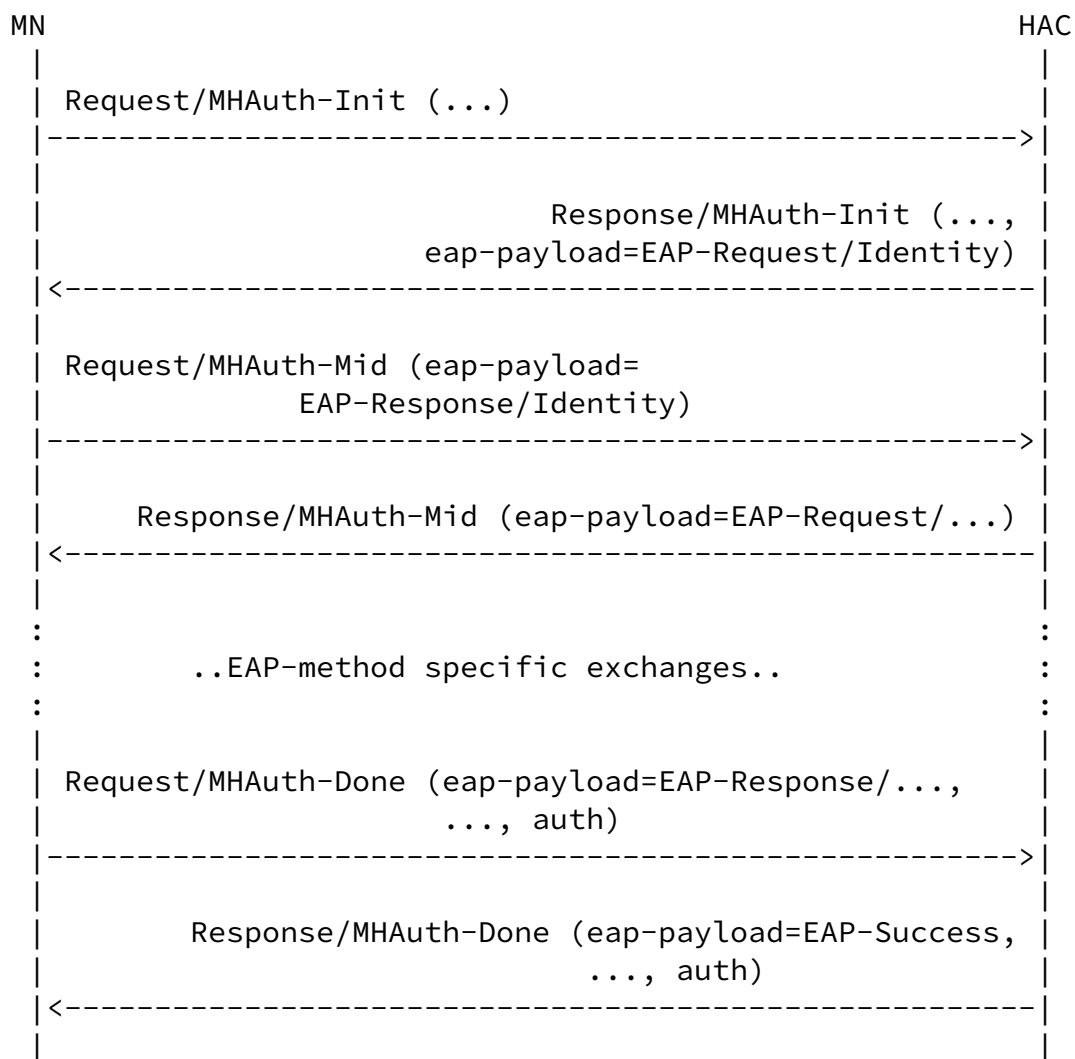 MN HAC
Request/MHAuth-Init (...)
Response/MHAuth-Init (...,
eap-payload=EAP-Request/Identity)
Request/MHAuth-Mid (eap-payload=
EAP-Response/Identity)
Response/MHAuth-Mid (eap-payload=EAP-Request/...)
..EAP-method specific exchanges..
Request/MHAuth-Done (eap-payload=EAP-Response/...,
..., auth)
Response/MHAuth-Done (eap-payload=EAP-Success,
..., auth)